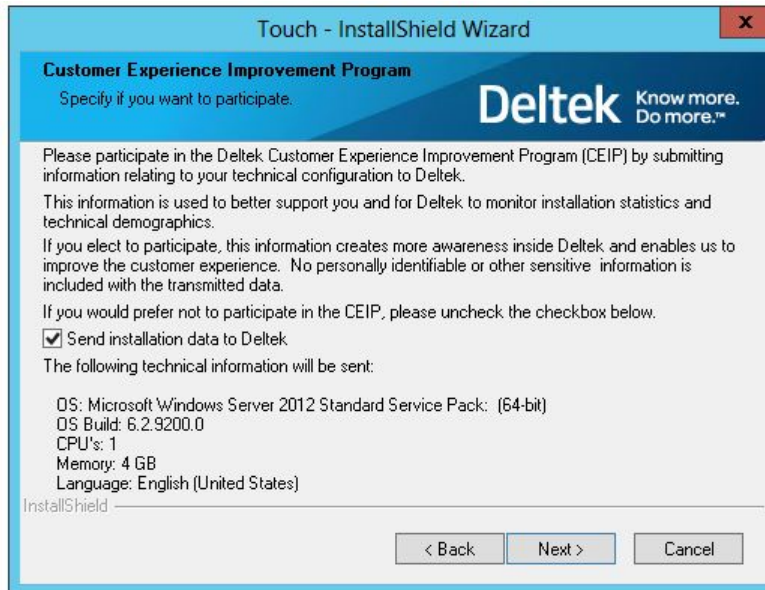 Touch - InstallShield Wizard
x
Customer Experience Improvement Program
Specify if you want to participate.
Deltek Know more.
Do more.™
Please participate in the Deltek Customer Experience Improvement Program (CEIP) by submitting
information relating to your technical configuration to Deltek.
This information is used to better support you and for Deltek to monitor installation statistics and
technical demographics.
If you elect to participate, this information creates more awareness inside Deltek and enables us to
improve the customer experience.  No personally identifiable or other sensitive  information is
included with the transmitted data.
If you would prefer not to participate in the CEIP, please uncheck the checkbox below.
Send installation data to Deltek
The following technical information will be sent:
OS: Microsoft Windows Server 2012 Standard Service Pack:  (64-bit)
OS Build: 6.2.9200.0
CPU's: 1
Memory: 4 GB
Language: English (United States)
InstallShield
< Back Next > Cancel